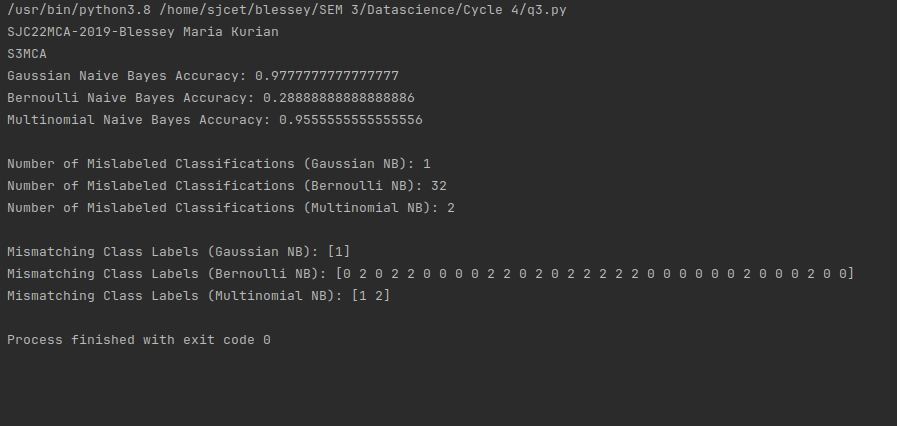 /usr/bin/python3.8 /home/sjcet/blessey/SEM 3/Datascience/Cycle 4/q3.py
SJC22MCA-2019-Blessey Maria Kurian
S3MCA
Gaussian Naive Bayes Accuracy: 0.9777777777777777
Bernoulli Naive Bayes Accuracy: 0.28888888888888886
Multinomial Naive Bayes Accuracy: 0.9555555555555556
Number of Mislabeled Classifications (Gaussian NB): 1
Number of Mislabeled Classifications (Bernoulli NB): 32
Number of Mislabeled Classifications (Multinomial NB): 2
Mismatching Class Labels (Gaussian NB): [1]
Mismatching Class Labels (Bernoulli NB): [0 2 0 2 2 0 0 0 0 2 2 0 2 0 2 2 2 2 2 0 0 0 0 0 0 2 0 0 0 2 0 0]
Mismatching Class Labels (Multinomial NB): [1 2]
Process finished with exit code 0